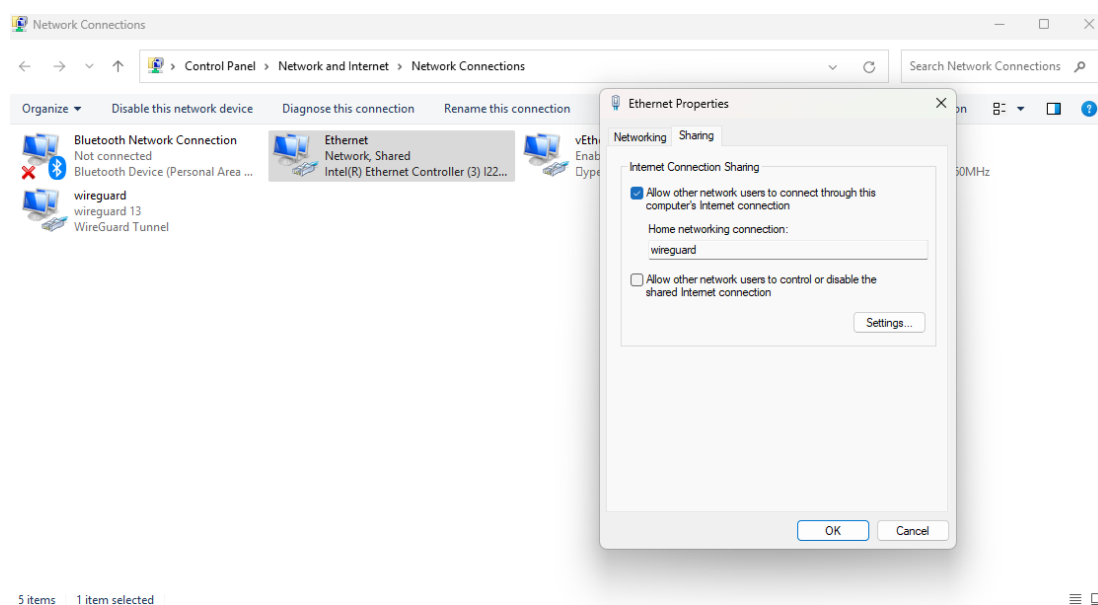 Network Connections
Control Panel > Network and Internet > Network Connections
Search Network Connections
Organize
Disable this network device
Diagnose this connection
Rename this connection
Bluetooth Network Connection
Not connected
Bluetooth Device (Personal Area ...
Ethernet
Network, Shared
Intel(R) Ethernet Controller (3) I22...
wireguard
wireguard 13
WireGuard Tunnel
Ethernet Properties
Networking
Sharing
Internet Connection Sharing
Allow other network users to connect through this
computer's Internet connection
Home networking connection:
wireguard
Allow other network users to control or disable the
shared Internet connection
Settings...
OK
Cancel
5 items
1 item selected